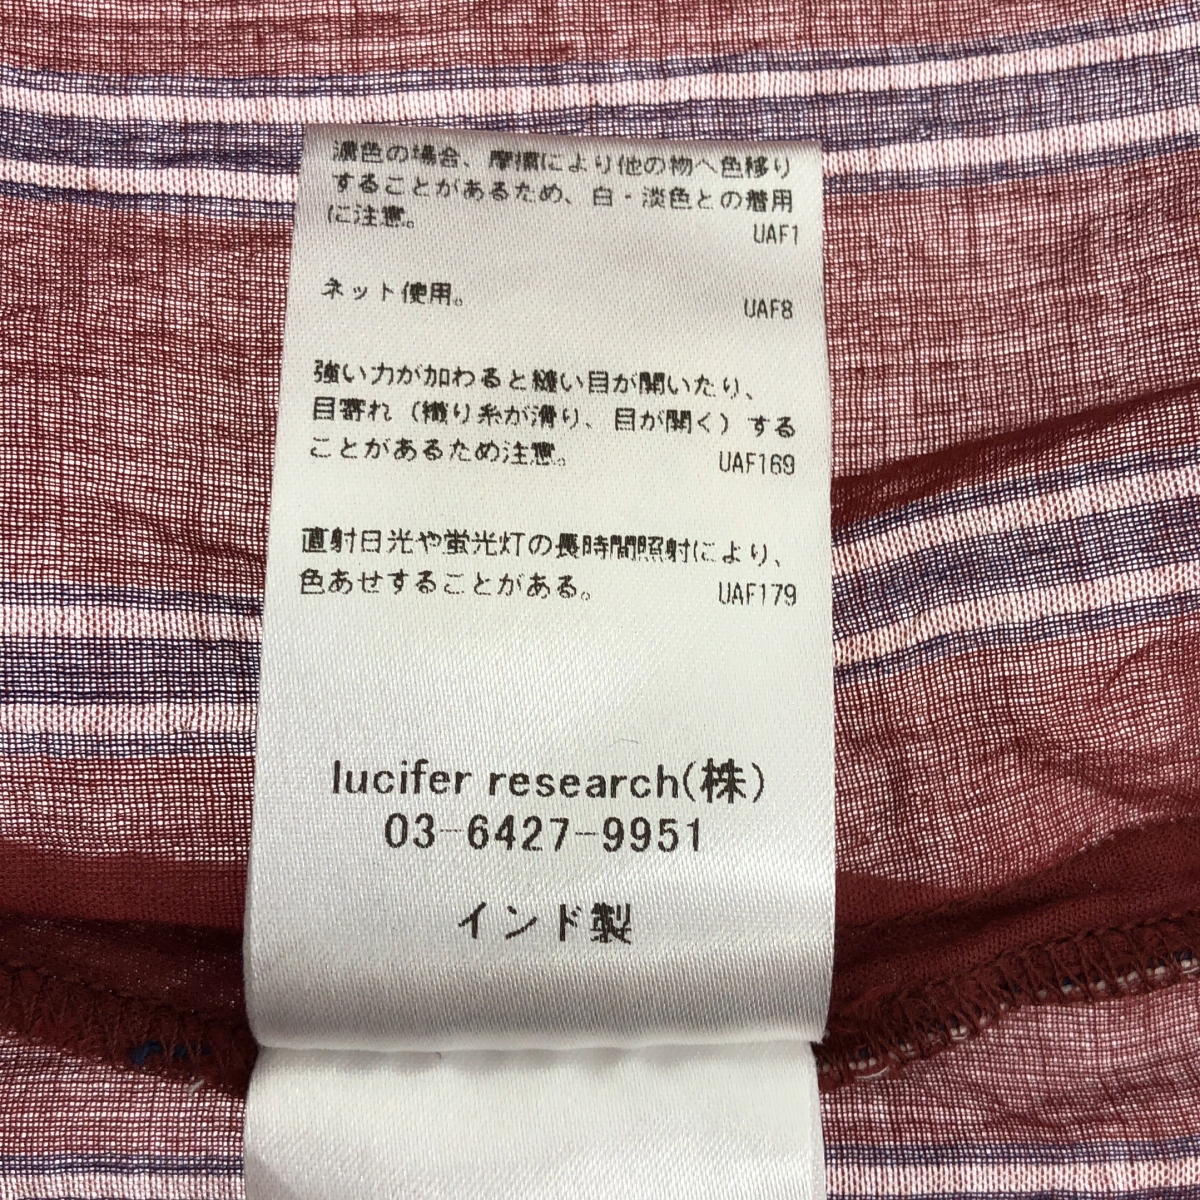 濃色の場合、摩擦により他の物へ色移り
することがあるため、白・淡色との着用
に注意。
UAF1
ネット使用。
UAF8
強い力が加わると縫い目が開いたり、
目寄れ（織り糸が滑り、目が開く）する
ことがあるため注意。
UAF169
直射日光や蛍光灯の長時間照射により、
色あせすることがある。
UAF179
lucifer research(株)
03-6427-9951
インド製